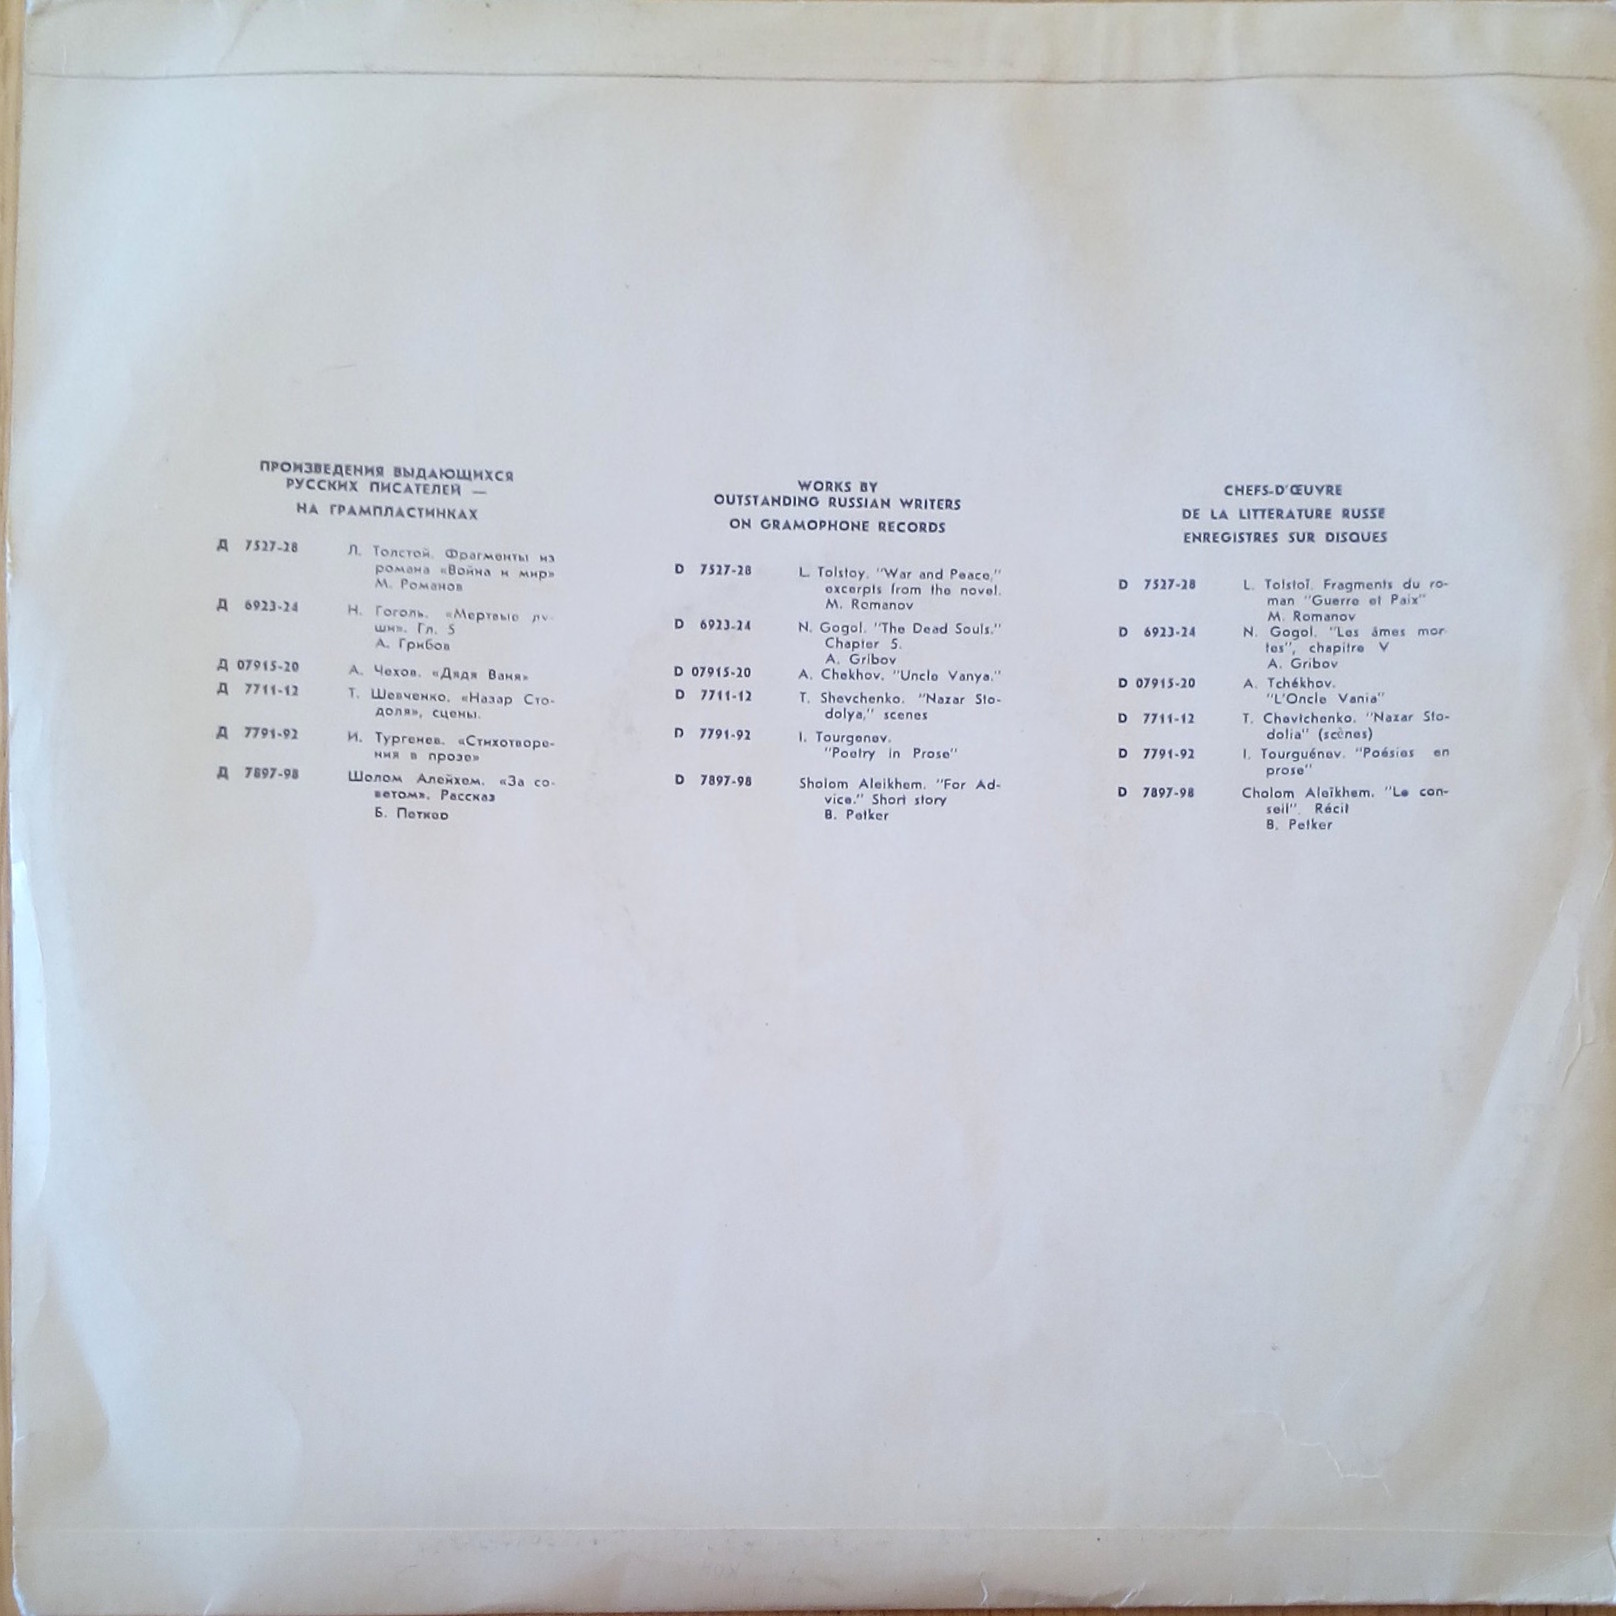 ПРОИЗВЕДЕНИЯ ВЫДАЮЩИХСЯ
РУССКИХ ПИСАТЕЛЕЙ —
НА ГРАМПЛАСТИНКАХ
Д 7527-28 Л. Толстой. Фрагменты из
романа «Война и мир»
М. Романов
Д 6923-24 Н. Гоголь. «Мертвые ду-
ши». Гл. 5
А. Грибов
Д 07915-20 А. Чехов. «Дядя Ваня»
Д 7711-12 Т. Шевченко. «Назар Сто-
доля», сцены.
Д 7791-92 И. Тургенев. «Стихотворе-
ния в прозе»
Д 7897-98 Шолом Алейхем. «За со-
ветом». Рассказ
Б. Петкер
WORKS BY
OUTSTANDING RUSSIAN WRITERS
ON GRAMOPHONE RECORDS
D 7527-28 L. Tolstoy. "War and Peace,"
excerpts from the novel.
M. Romanov
D 6923-24 N. Gogol. "The Dead Souls."
Chapter 5.
A. Gribov
D 07915-20 A. Chekhov. "Uncle Vanya."
D 7711-12 T. Shevchenko. "Nazar Sto-
dolya," scenes
D 7791-92 I. Tourgenev.
"Poetry in Prose"
D 7897-98 Sholom Aleikhem. "For Ad-
vice." Short story
B. Petker
CHEFS-D'ŒUVRE
DE LA LITTERATURE RUSSE
ENREGISTRES SUR DISQUES
D 7527-28 L. Tolstoï. Fragments du ro-
man "Guerre et Paix"
M. Romanov
D 6923-24 N. Gogol. "Les âmes mor-
tes", chapitre V
A. Gribov
D 07915-20 A. Tchékhov.
"L'Oncle Vania"
D 7711-12 T. Chevtchenko. "Nazar Sto-
dolia" (scènes)
D 7791-92 I. Tourguénev. "Poésies en
prose"
D 7897-98 Cholom Aleïkhem. "Le con-
seil". Récit
B. Petker